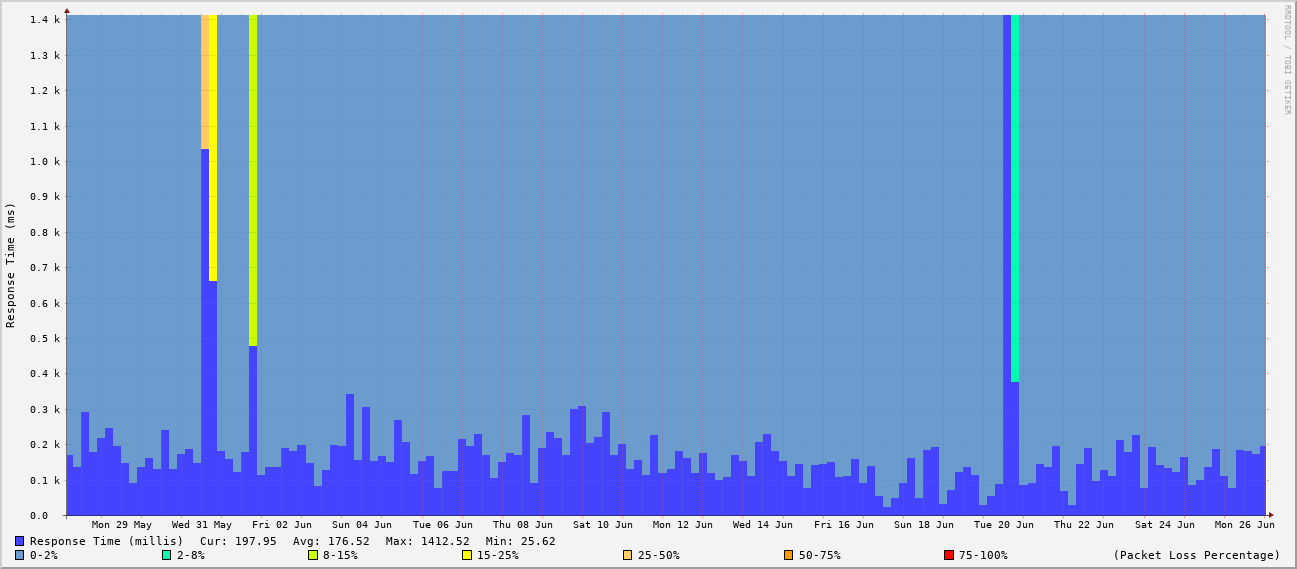 RRDTOOL / TOBI OETIKER
Response Time (ms)
1.4 k
1.3 k
1.2 k
1.1 k
1.0 k
0.9 k
0.8 k
0.7 k
0.6 k
0.5 k
0.4 k
0.3 k
0.2 k
0.1 k
0.0
Mon 29 May Wed 31 May Fri 02 Jun Sun 04 Jun Tue 06 Jun Thu 08 Jun Sat 10 Jun Mon 12 Jun Wed 14 Jun Fri 16 Jun Sun 18 Jun Tue 20 Jun Thu 22 Jun Sat 24 Jun Mon 26 Jun
Response Time (millis) Cur: 197.95 Avg: 176.52 Max: 1412.52 Min: 25.62
0-2% 2-8% 8-15% 15-25% 25-50% 50-75% 75-100% (Packet Loss Percentage)